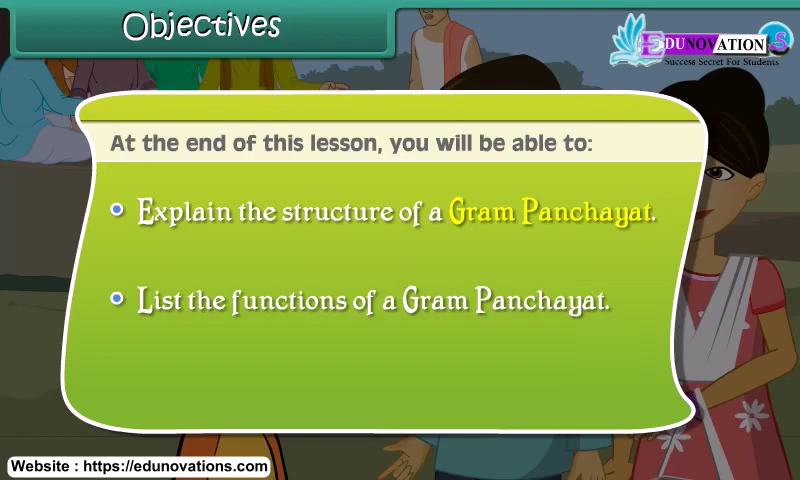 Objectives
EDUNOVATION S
Success Secret For Students
At the end of this lesson, you will be able to:
Explain the structure of a Gram Panchayat.
List the functions of a Gram Panchayat.
Website : https://edunovations.com